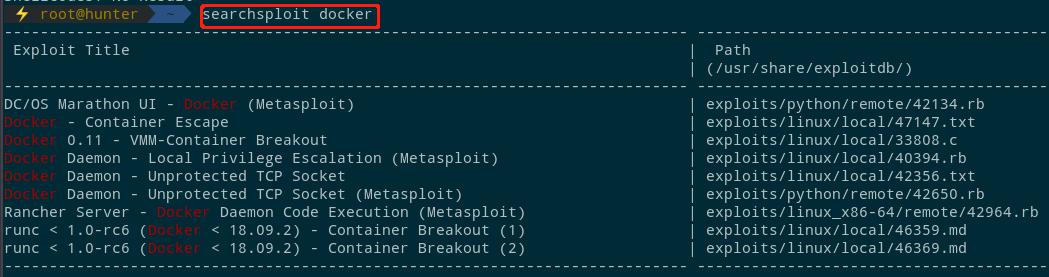 root@hunter ~ searchsploit docker
Exploit Title | Path
| (/usr/share/exploitdb/)
DC/OS Marathon UI - Docker (Metasploit) | exploits/python/remote/42134.rb
Docker - Container Escape | exploits/linux/local/47147.txt
Docker 0.11 - VMM-Container Breakout | exploits/linux/local/33808.c
Docker Daemon - Local Privilege Escalation (Metasploit) | exploits/linux/local/40394.rb
Docker Daemon - Unprotected TCP Socket | exploits/linux/local/42356.txt
Docker Daemon - Unprotected TCP Socket (Metasploit) | exploits/python/remote/42650.rb
Rancher Server - Docker Daemon Code Execution (Metasploit) | exploits/linux_x86-64/remote/42964.rb
runc < 1.0-rc6 (Docker < 18.09.2) - Container Breakout (1) | exploits/linux/local/46359.md
runc < 1.0-rc6 (Docker < 18.09.2) - Container Breakout (2) | exploits/linux/local/46369.md